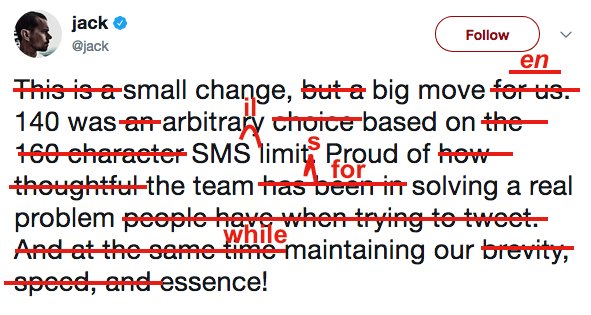 jack
@jack
Follow
en
This is a small change, but a big move for us.
il
140 was an arbitrary choice based on the
s
160 character SMS limit. Proud of how
for
thoughtful the team has been in solving a real
problem people have when trying to tweet.
while
And at the same time maintaining our brevity,
speed, and essence!